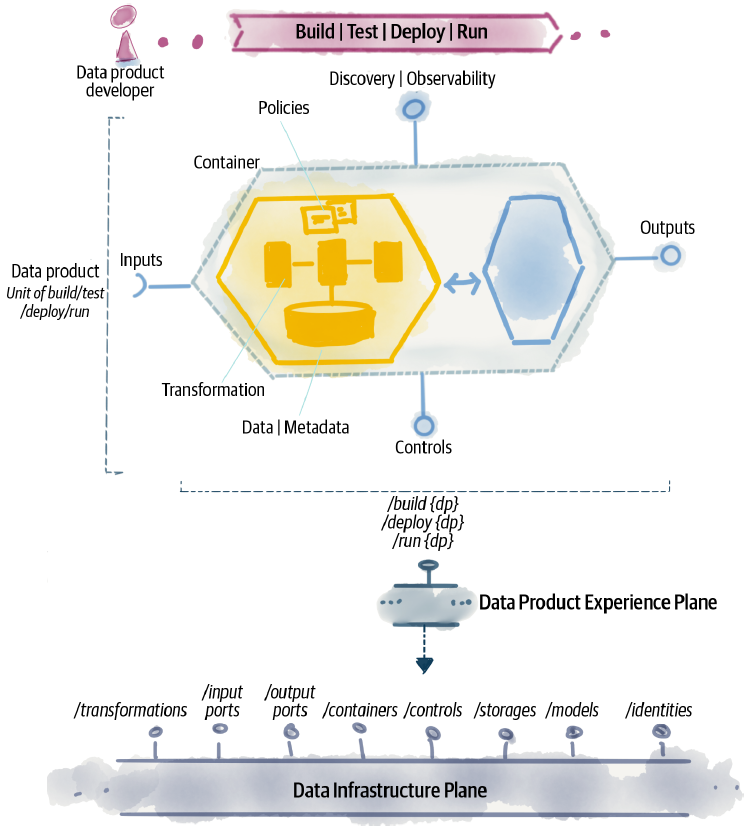 Build | Test | Deploy | Run
Data product
developer
Discovery | Observability
Policies
Container
Outputs
Inputs
Data product
Unit of build/test
/deploy/run
Transformation
Data | Metadata
Controls
/build {dp}
/deploy {dp}
/run {dp}
Data Product Experience Plane
/transformations
/input
ports
/output
ports
/containers
/controls
/storages
/models
/identities
Data Infrastructure Plane